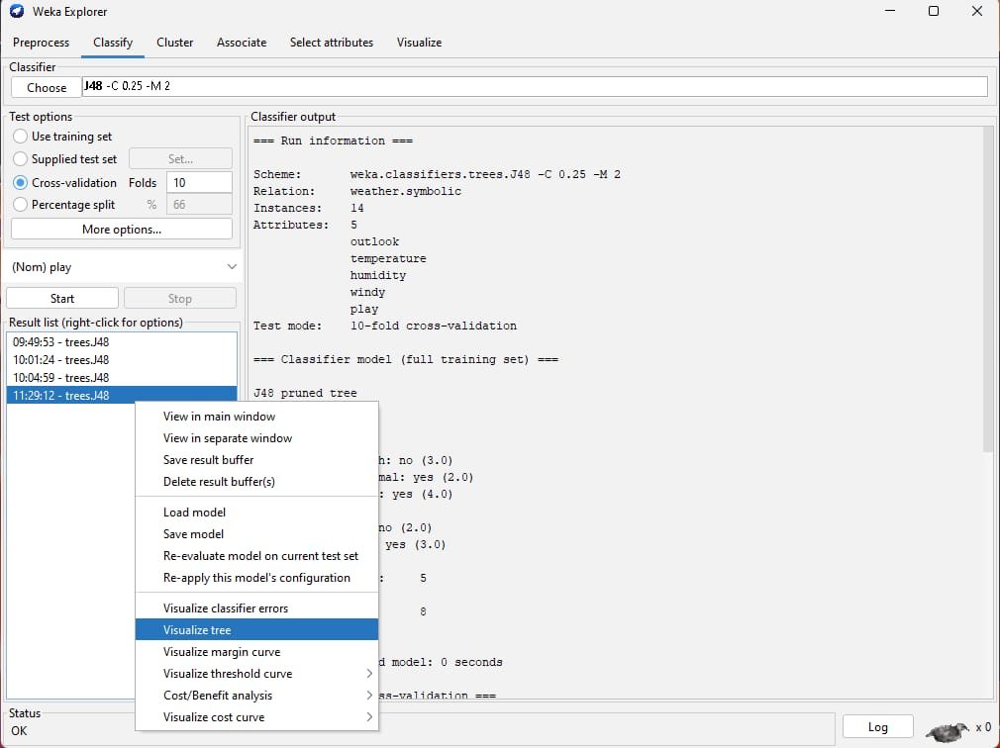 Weka Explorer
Preprocess Classify Cluster Associate Select attributes Visualize
Classifier
Choose J48 -C 0.25 -M 2
Test options
Use training set
Supplied test set Set...
Cross-validation Folds 10
Percentage split % 66
More options...
(Nom) play
Start Stop
Result list (right-click for options)
09:49:53 - trees.J48
10:01:24 - trees.J48
10:04:59 - trees.J48
11:29:12 - trees.J48
View in main window
View in separate window
Save result buffer
Delete result buffer(s)
Load model
Save model
Re-evaluate model on current test set
Re-apply this model's configuration
Visualize classifier errors
Visualize tree
Visualize margin curve
Visualize threshold curve
Cost/Benefit analysis
Visualize cost curve
Classifier output
=== Run information ===
Scheme: weka.classifiers.trees.J48 -C 0.25 -M 2
Relation: weather.symbolic
Instances: 14
Attributes: 5
outlook
temperature
humidity
windy
play
Test mode: 10-fold cross-validation
=== Classifier model (full training set) ===
J48 pruned tree
h: no (3.0)
mal: yes (2.0)
: yes (4.0)
no (2.0)
yes (3.0)
: 5
8
d model: 0 seconds
ss-validation ===
Status
OK
Log x 0